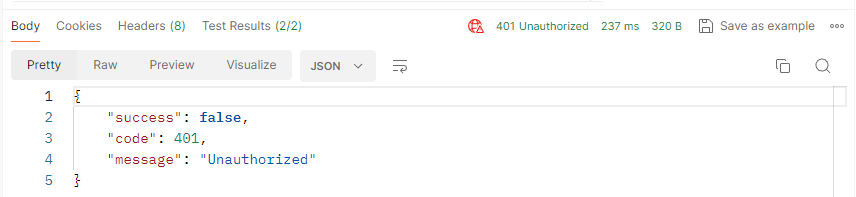 Body Cookies Headers (8) Test Results (2/2) 401 Unauthorized 237 ms 320 B Save as example
Pretty Raw Preview Visualize JSON
1 {
2 "success": false,
3 "code": 401,
4 "message": "Unauthorized"
5 }